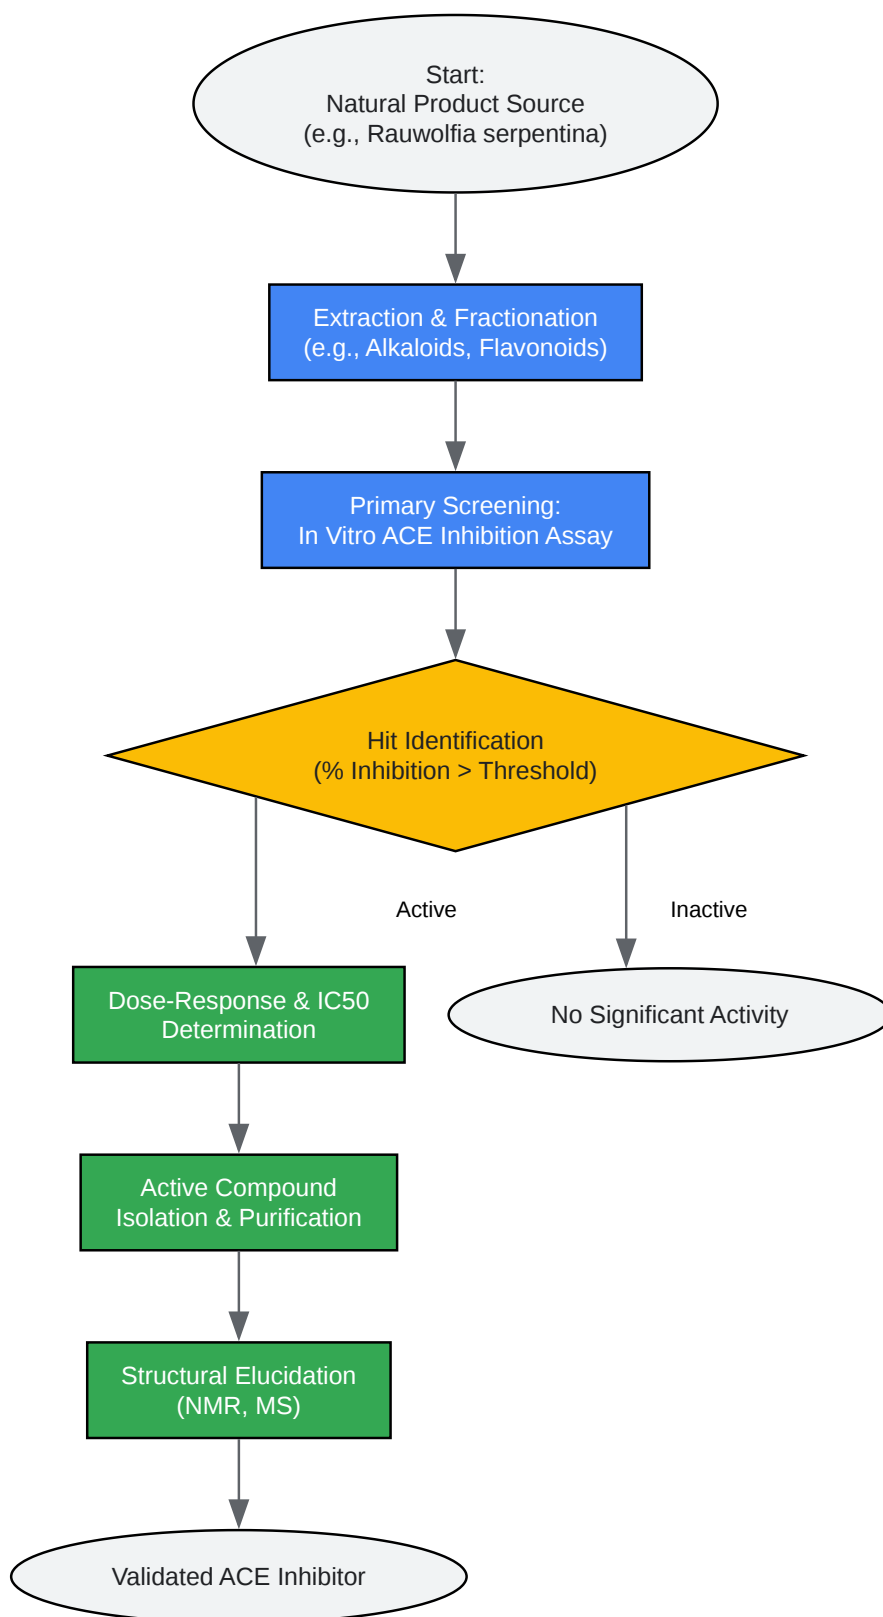 Start:
Natural Product Source
(e.g., Rauwolfia serpentina)
Extraction & Fractionation
(e.g., Alkaloids, Flavonoids)
Primary Screening:
In Vitro ACE Inhibition Assay
Hit Identification
(% Inhibition > Threshold)
Active
Inactive
Dose-Response & IC50
Determination
No Significant Activity
Active Compound
Isolation & Purification
Structural Elucidation
(NMR, MS)
Validated ACE Inhibitor